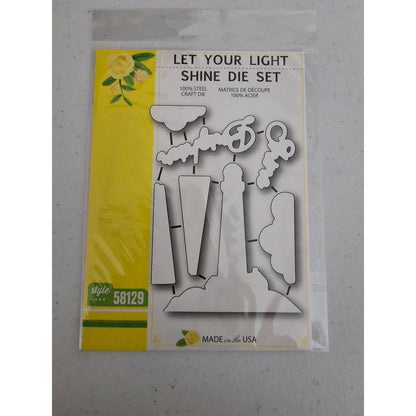 LET YOUR LIGHT
SHINE DIE SET
100% STEEL
CRAFT DIE
MATRICE DE DÉCOUPE
100% ACIER
style
58129
MADE in the USA